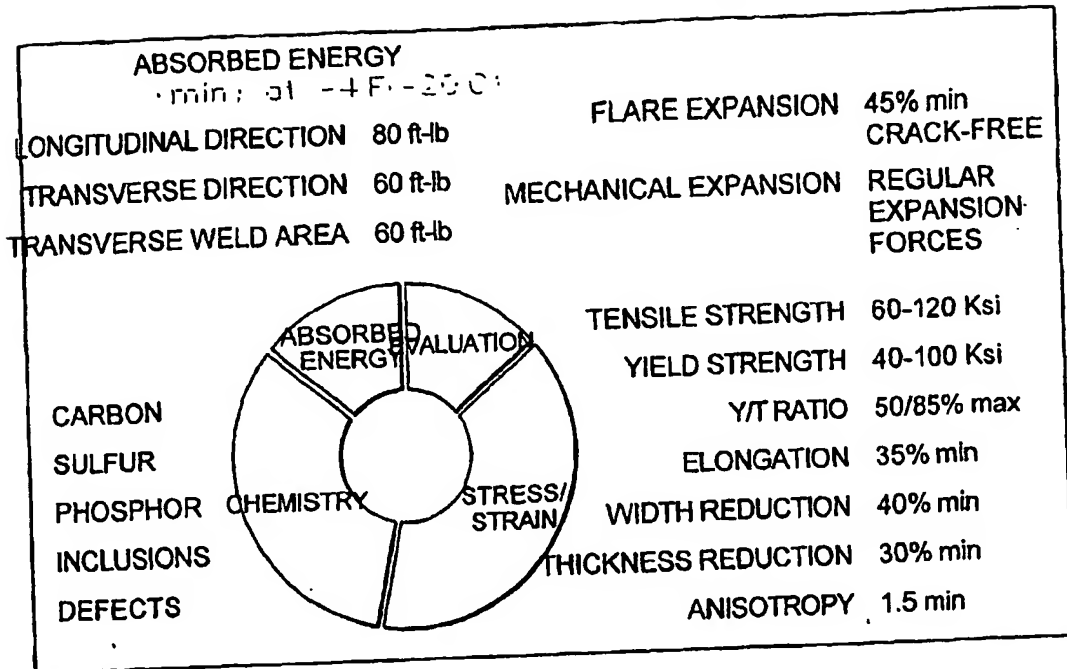 ABSORBED ENERGY
min; at -4 F
LONGITUDINAL DIRECTION 80 ft-lb
TRANSVERSE DIRECTION 60 ft-lb
TRANSVERSE WELD AREA 60 ft-lb
FLARE EXPANSION 45% min
CRACK-FREE
MECHANICAL EXPANSION REGULAR
EXPANSION
FORCES
ABSORBED
ENERGY
EVALUATION
CHEMISTRY
STRESS/
STRAIN
CARBON
SULFUR
PHOSPHOR
INCLUSIONS
DEFECTS
TENSILE STRENGTH 60-120 Ksi
YIELD STRENGTH 40-100 Ksi
Y/T RATIO 50/85% max
ELONGATION 35% min
WIDTH REDUCTION 40% min
THICKNESS REDUCTION 30% min
ANISOTROPY 1.5 min